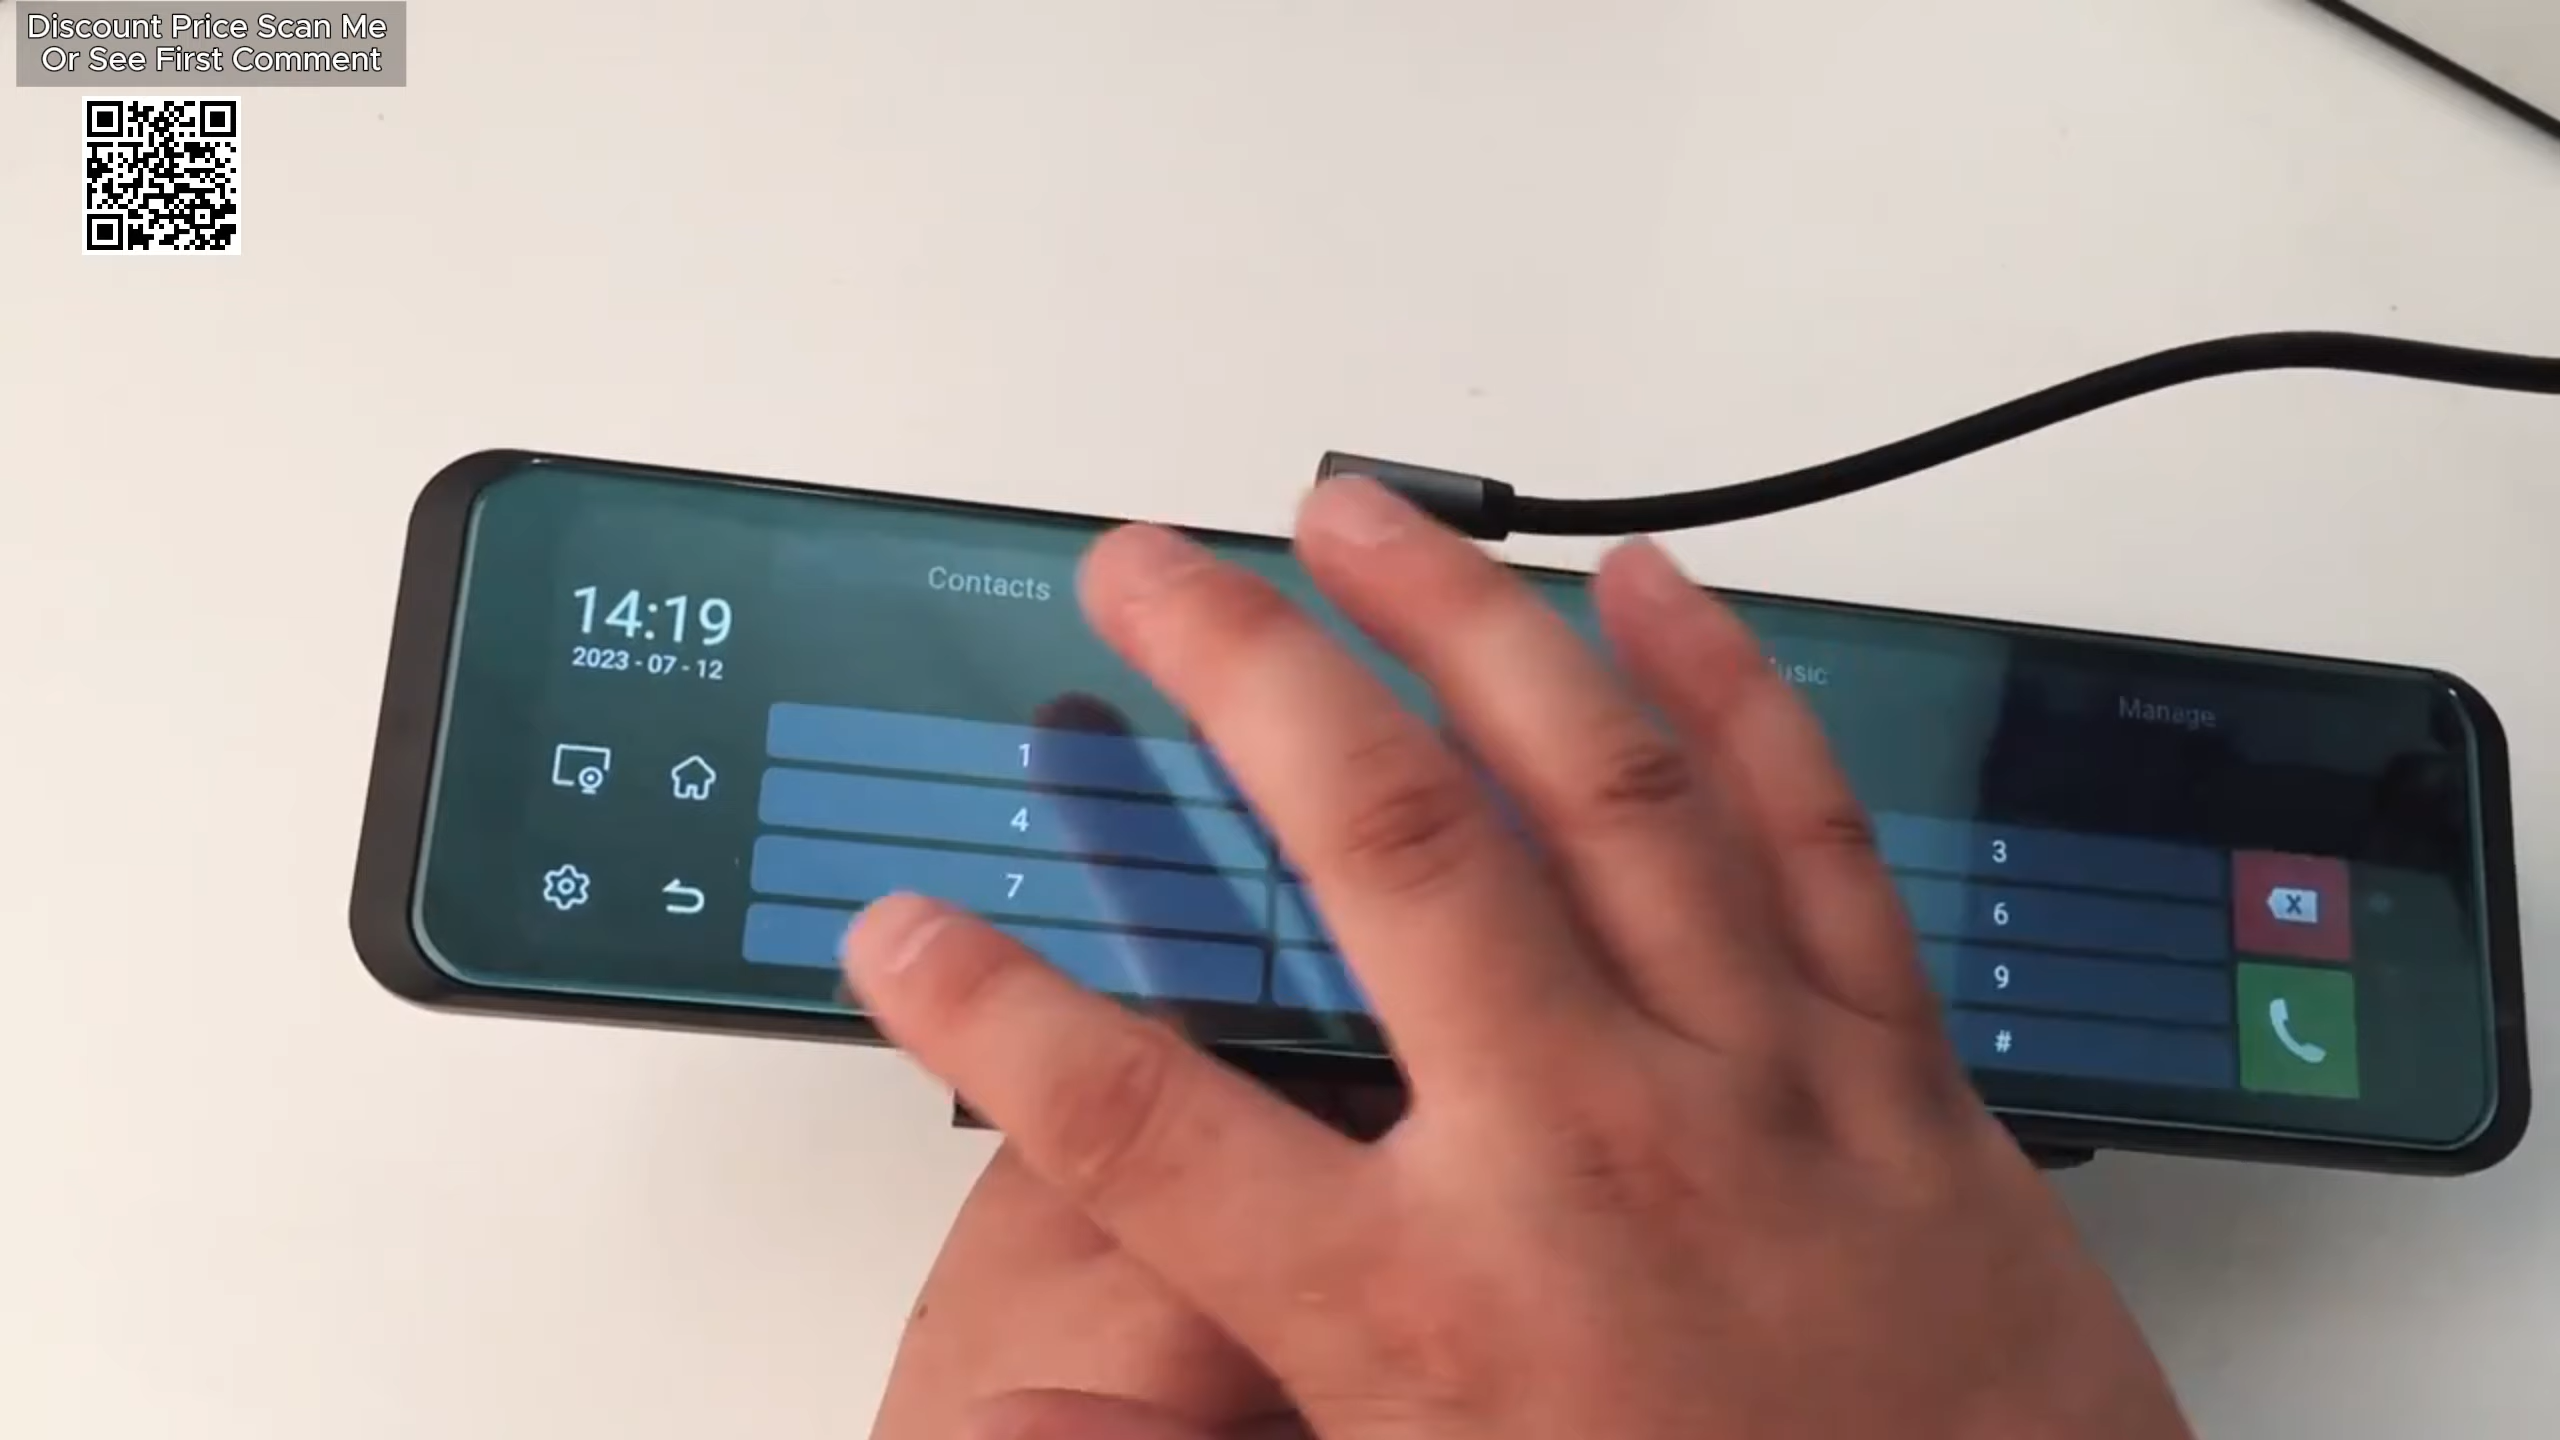 Discount Price Scan Me
Or See First Comment
Contacts
14:19
2023-07-12
Manage
1
3
4
6
7
9
#
X